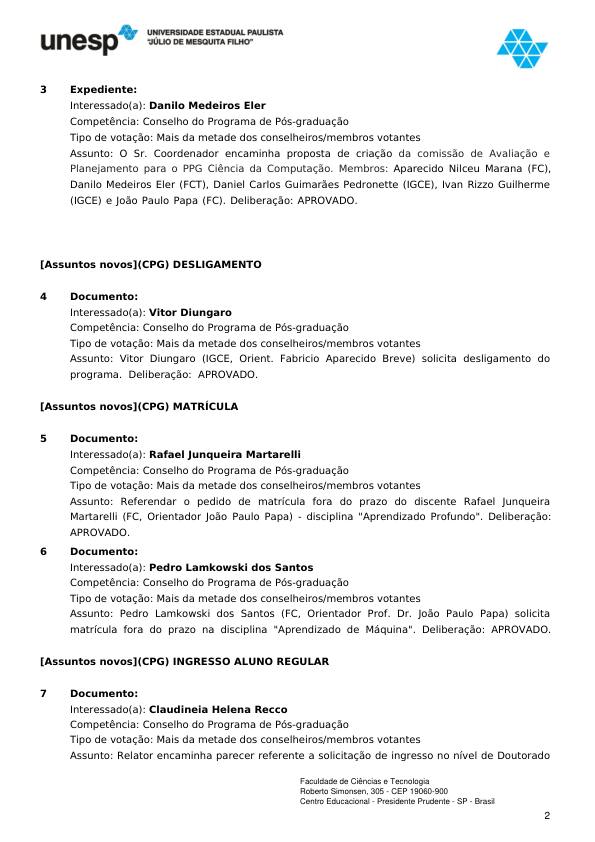 unesp
UNIVERSIDADE ESTADUAL PAULISTA
"JÚLIO DE MESQUITA FILHO"
3 Expediente:
Interessado(a): Danilo Medeiros Eler
Competência: Conselho do Programa de Pós-graduação
Tipo de votação: Mais da metade dos conselheiros/membros votantes
Assunto: O Sr. Coordenador encaminha proposta de criação da comissão de Avaliação e
Planejamento para o PPG Ciência da Computação. Membros: Aparecido Nilceu Marana (FC),
Danilo Medeiros Eler (FCT), Daniel Carlos Guimarães Pedronette (IGCE), Ivan Rizzo Guilherme
(IGCE) e João Paulo Papa (FC). Deliberação: APROVADO.
[Assuntos novos](CPG) DESLIGAMENTO
4 Documento:
Interessado(a): Vitor Diungaro
Competência: Conselho do Programa de Pós-graduação
Tipo de votação: Mais da metade dos conselheiros/membros votantes
Assunto: Vitor Diungaro (IGCE, Orient. Fabricio Aparecido Breve) solicita desligamento do
programa. Deliberação: APROVADO.
[Assuntos novos](CPG) MATRÍCULA
5 Documento:
Interessado(a): Rafael Junqueira Martarelli
Competência: Conselho do Programa de Pós-graduação
Tipo de votação: Mais da metade dos conselheiros/membros votantes
Assunto: Referendar o pedido de matrícula fora do prazo do discente Rafael Junqueira
Martarelli (FC, Orientador João Paulo Papa) - disciplina "Aprendizado Profundo". Deliberação:
APROVADO.
6 Documento:
Interessado(a): Pedro Lamkowski dos Santos
Competência: Conselho do Programa de Pós-graduação
Tipo de votação: Mais da metade dos conselheiros/membros votantes
Assunto: Pedro Lamkowski dos Santos (FC, Orientador Prof. Dr. João Paulo Papa) solicita
matrícula fora do prazo na disciplina "Aprendizado de Máquina". Deliberação: APROVADO.
[Assuntos novos](CPG) INGRESSO ALUNO REGULAR
7 Documento:
Interessado(a): Claudineia Helena Recco
Competência: Conselho do Programa de Pós-graduação
Tipo de votação: Mais da metade dos conselheiros/membros votantes
Assunto: Relator encaminha parecer referente a solicitação de ingresso no nível de Doutorado
Faculdade de Ciências e Tecnologia
Roberto Simonsen, 305 - CEP 19060-900
Centro Educacional - Presidente Prudente - SP - Brasil
2